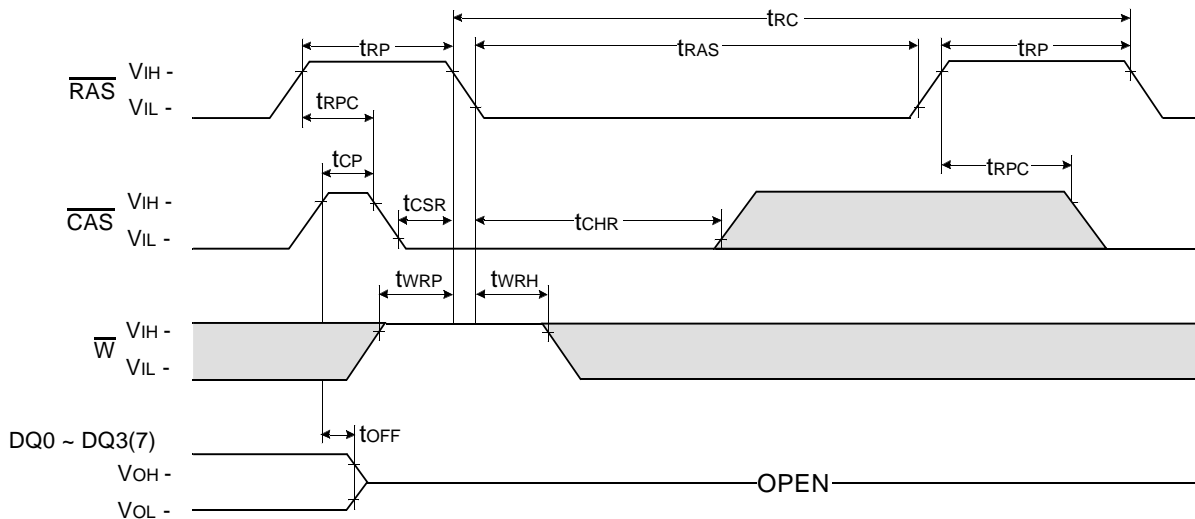 tRC
tRP tRAS tRP
RAS VIH -
VIL -
tRPC
tCP tRPC
CAS VIH -
VIL -
tCSR tCHR
tWRP tWRH
W VIH -
VIL -
tOFF
DQ0 ~ DQ3(7)
VOH -
VOL -
OPEN